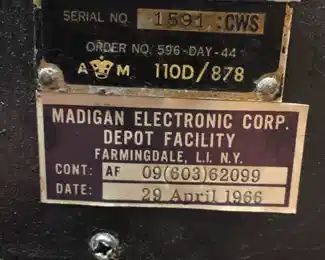 SERIAL NO. 1591 :CWS
ORDER NO. 596-DAY-44
A M 110D/878
MADIGAN ELECTRONIC CORP.
DEPOT FACILITY
FARMINGDALE, L.I. N.Y.
CONT: AF 09(603)62099
DATE: 29 April 1966